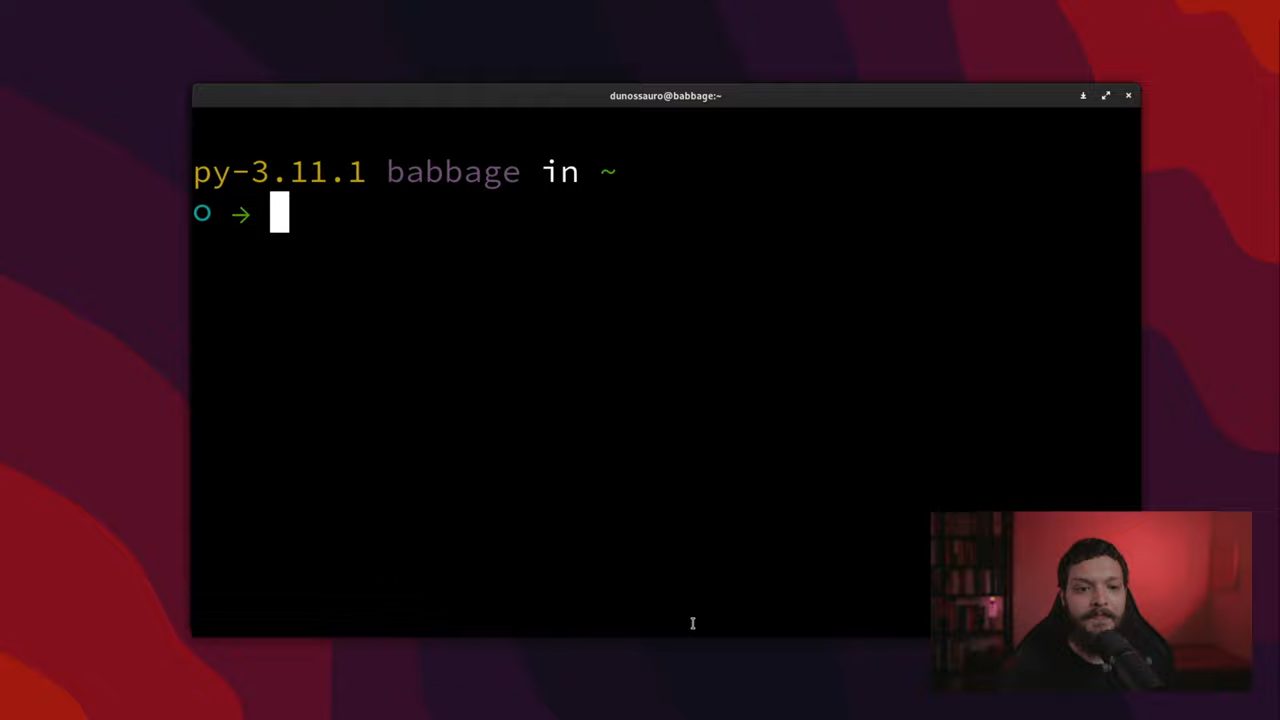 dunossauro@babbage:~
py-3.11.1 babbage in ~
○ →